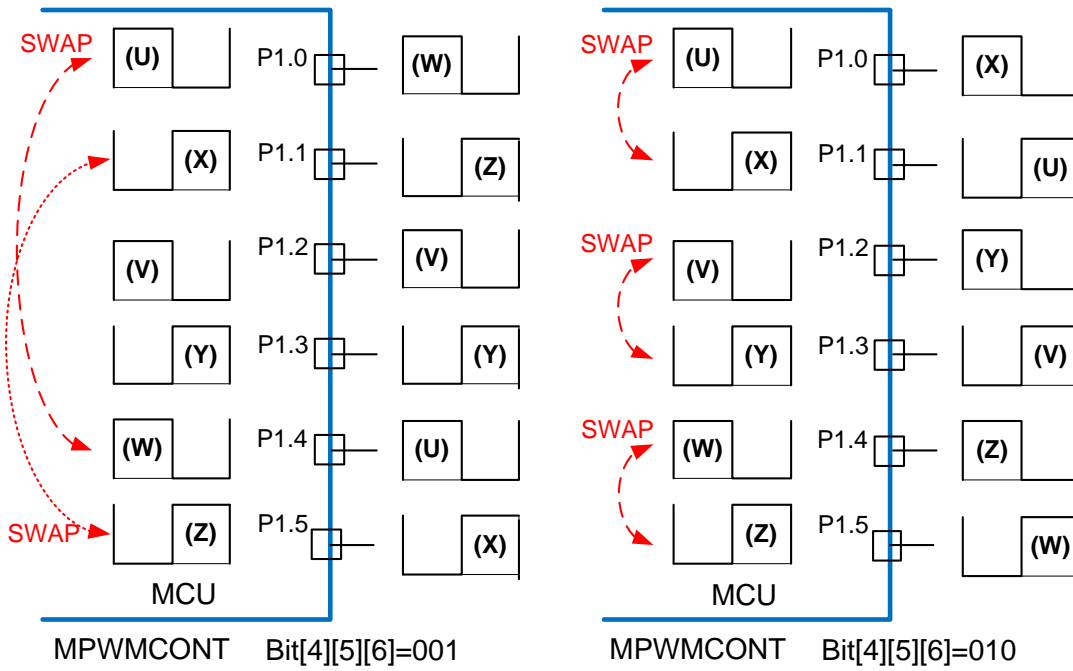 SWAP
(U)
P1.0
(W)
(X)
P1.1
(Z)
(V)
P1.2
(V)
(Y)
P1.3
(Y)
(W)
P1.4
(U)
SWAP
(Z)
P1.5
(X)
MCU
MPWMCONT Bit[4][5][6]=001
SWAP
(U)
P1.0
(X)
(X)
P1.1
(U)
SWAP
(V)
P1.2
(Y)
(Y)
P1.3
(V)
SWAP
(W)
P1.4
(Z)
(Z)
P1.5
(W)
MCU
MPWMCONT Bit[4][5][6]=010